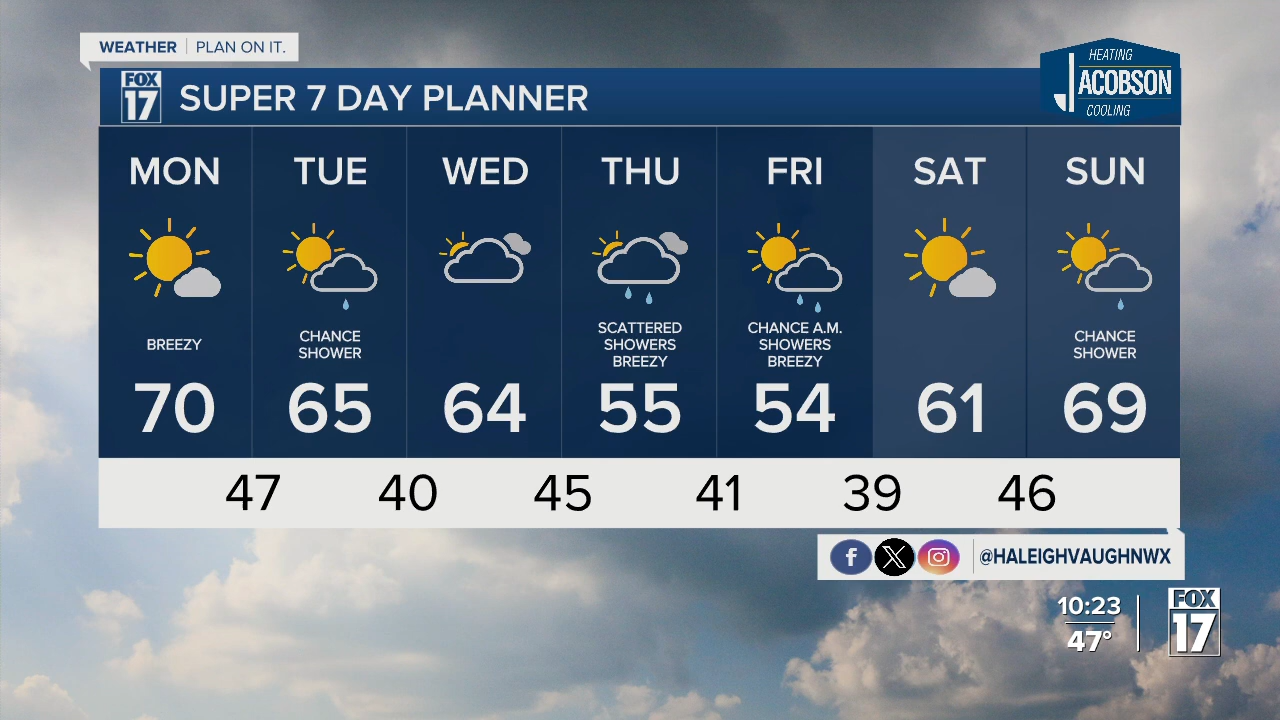 WEATHER | PLAN ON IT.
FOX 17 SUPER 7 DAY PLANNER
HEATING
JACOBSON
COOLING
MON TUE WED THU FRI SAT SUN
BREEZY
CHANCE
SHOWER
SCATTERED
SHOWERS
BREEZY
CHANCE A.M.
SHOWERS
BREEZY
CHANCE
SHOWER
70 65 64 55 54 61 69
47 40 45 41 39 46
f X @HALEIGHVAUGHNWX
10:23
47°
FOX
17